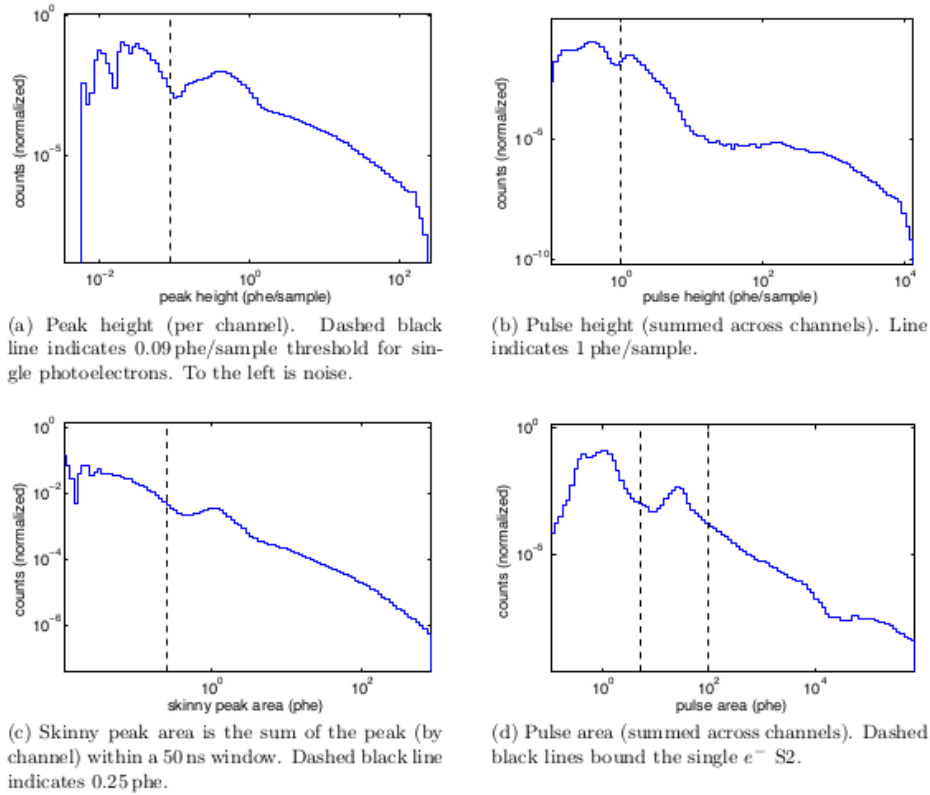 10⁰
10⁻⁵
counts (normalized)
10⁻² 10⁰ 10²
peak height (phe/sample)
(a) Peak height (per channel). Dashed black
line indicates 0.09 phe/sample threshold for sin-
gle photoelectrons. To the left is noise.
10⁻⁵
10⁻¹⁰
counts (normalized)
10⁰ 10² 10⁴
pulse height (phe/sample)
(b) Pulse height (summed across channels). Line
indicates 1 phe/sample.
10⁰
10⁻²
10⁻⁴
10⁻⁶
counts (normalized)
10⁰ 10²
skinny peak area (phe)
(c) Skinny peak area is the sum of the peak (by
channel) within a 50 ns window. Dashed black line
indicates 0.25 phe.
10⁰
10⁻⁵
counts (normalized)
10⁰ 10² 10⁴
pulse area (phe)
(d) Pulse area (summed across channels). Dashed
black lines bound the single e⁻ S2.